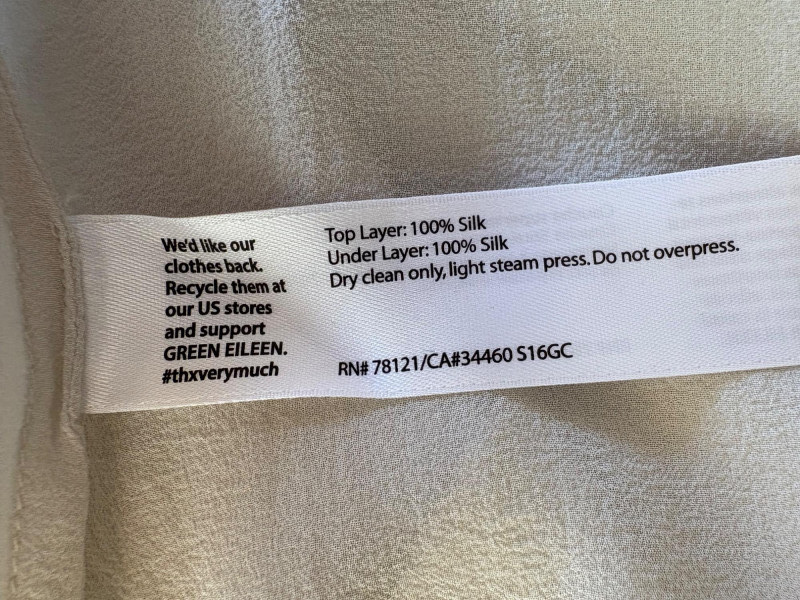 We'd like our
clothes back.
Recycle them at
our US stores
and support
GREEN EILEEN.
#thxverymuch
Top Layer: 100% Silk
Under Layer: 100% Silk
Dry clean only, light steam press. Do not overpress.
RN# 78121/CA#34460 S16GC